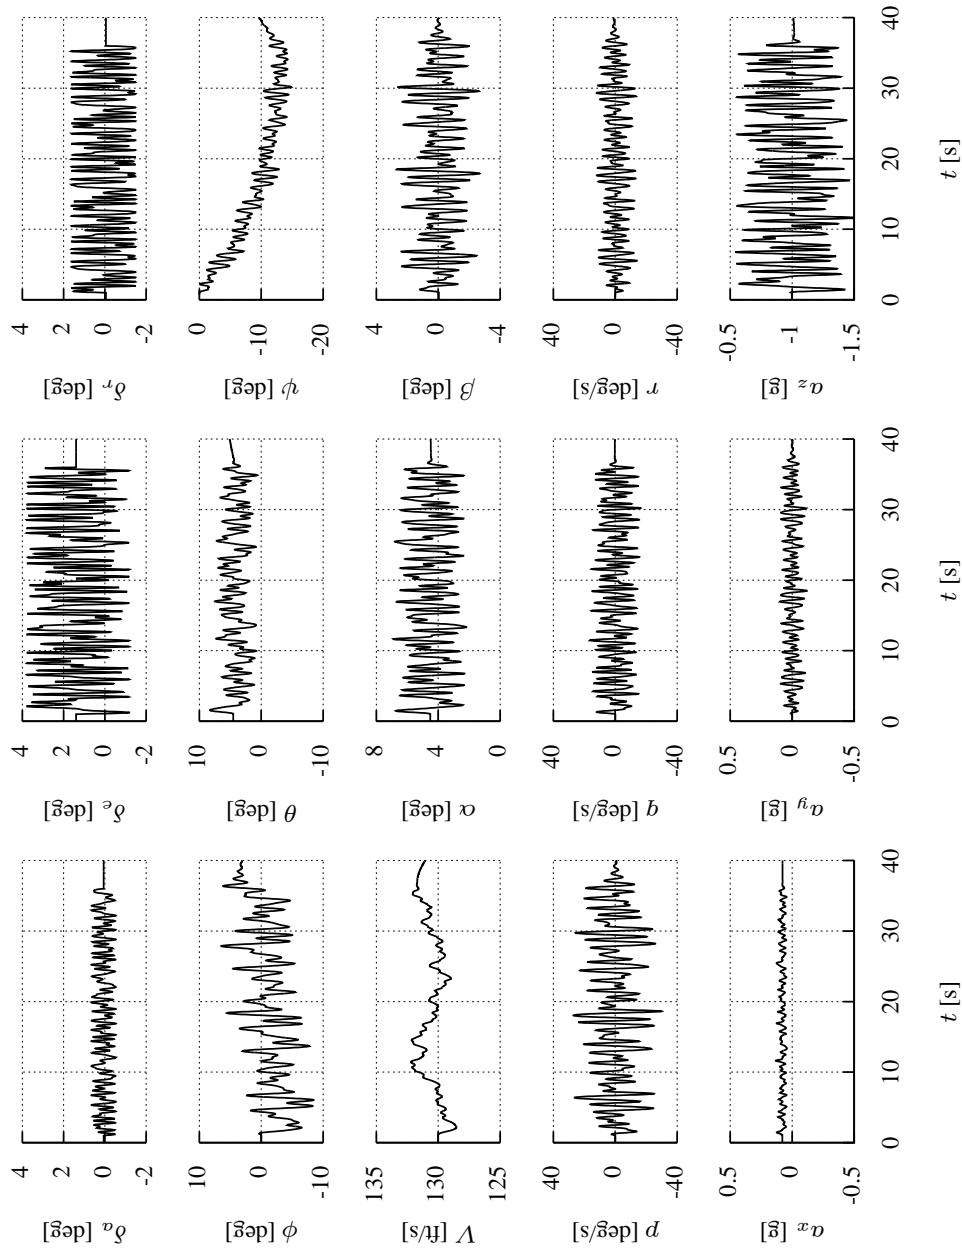 δₐ [deg]
4
2
0
-2
δₑ [deg]
4
2
0
-2
δᵣ [deg]
4
2
0
-2
ϕ [deg]
10
0
-10
θ [deg]
10
0
-10
ψ [deg]
0
-10
-20
V [ft/s]
135
130
125
α [deg]
8
4
0
β [deg]
4
0
-4
p [deg/s]
40
0
-40
q [deg/s]
40
0
-40
r [deg/s]
40
0
-40
a_x [g]
0.5
0
-0.5
a_y [g]
0.5
0
-0.5
a_z [g]
-0.5
-1
-1.5
0 10 20 30 40
0 10 20 30 40
0 10 20 30 40
t [s]
t [s]
t [s]